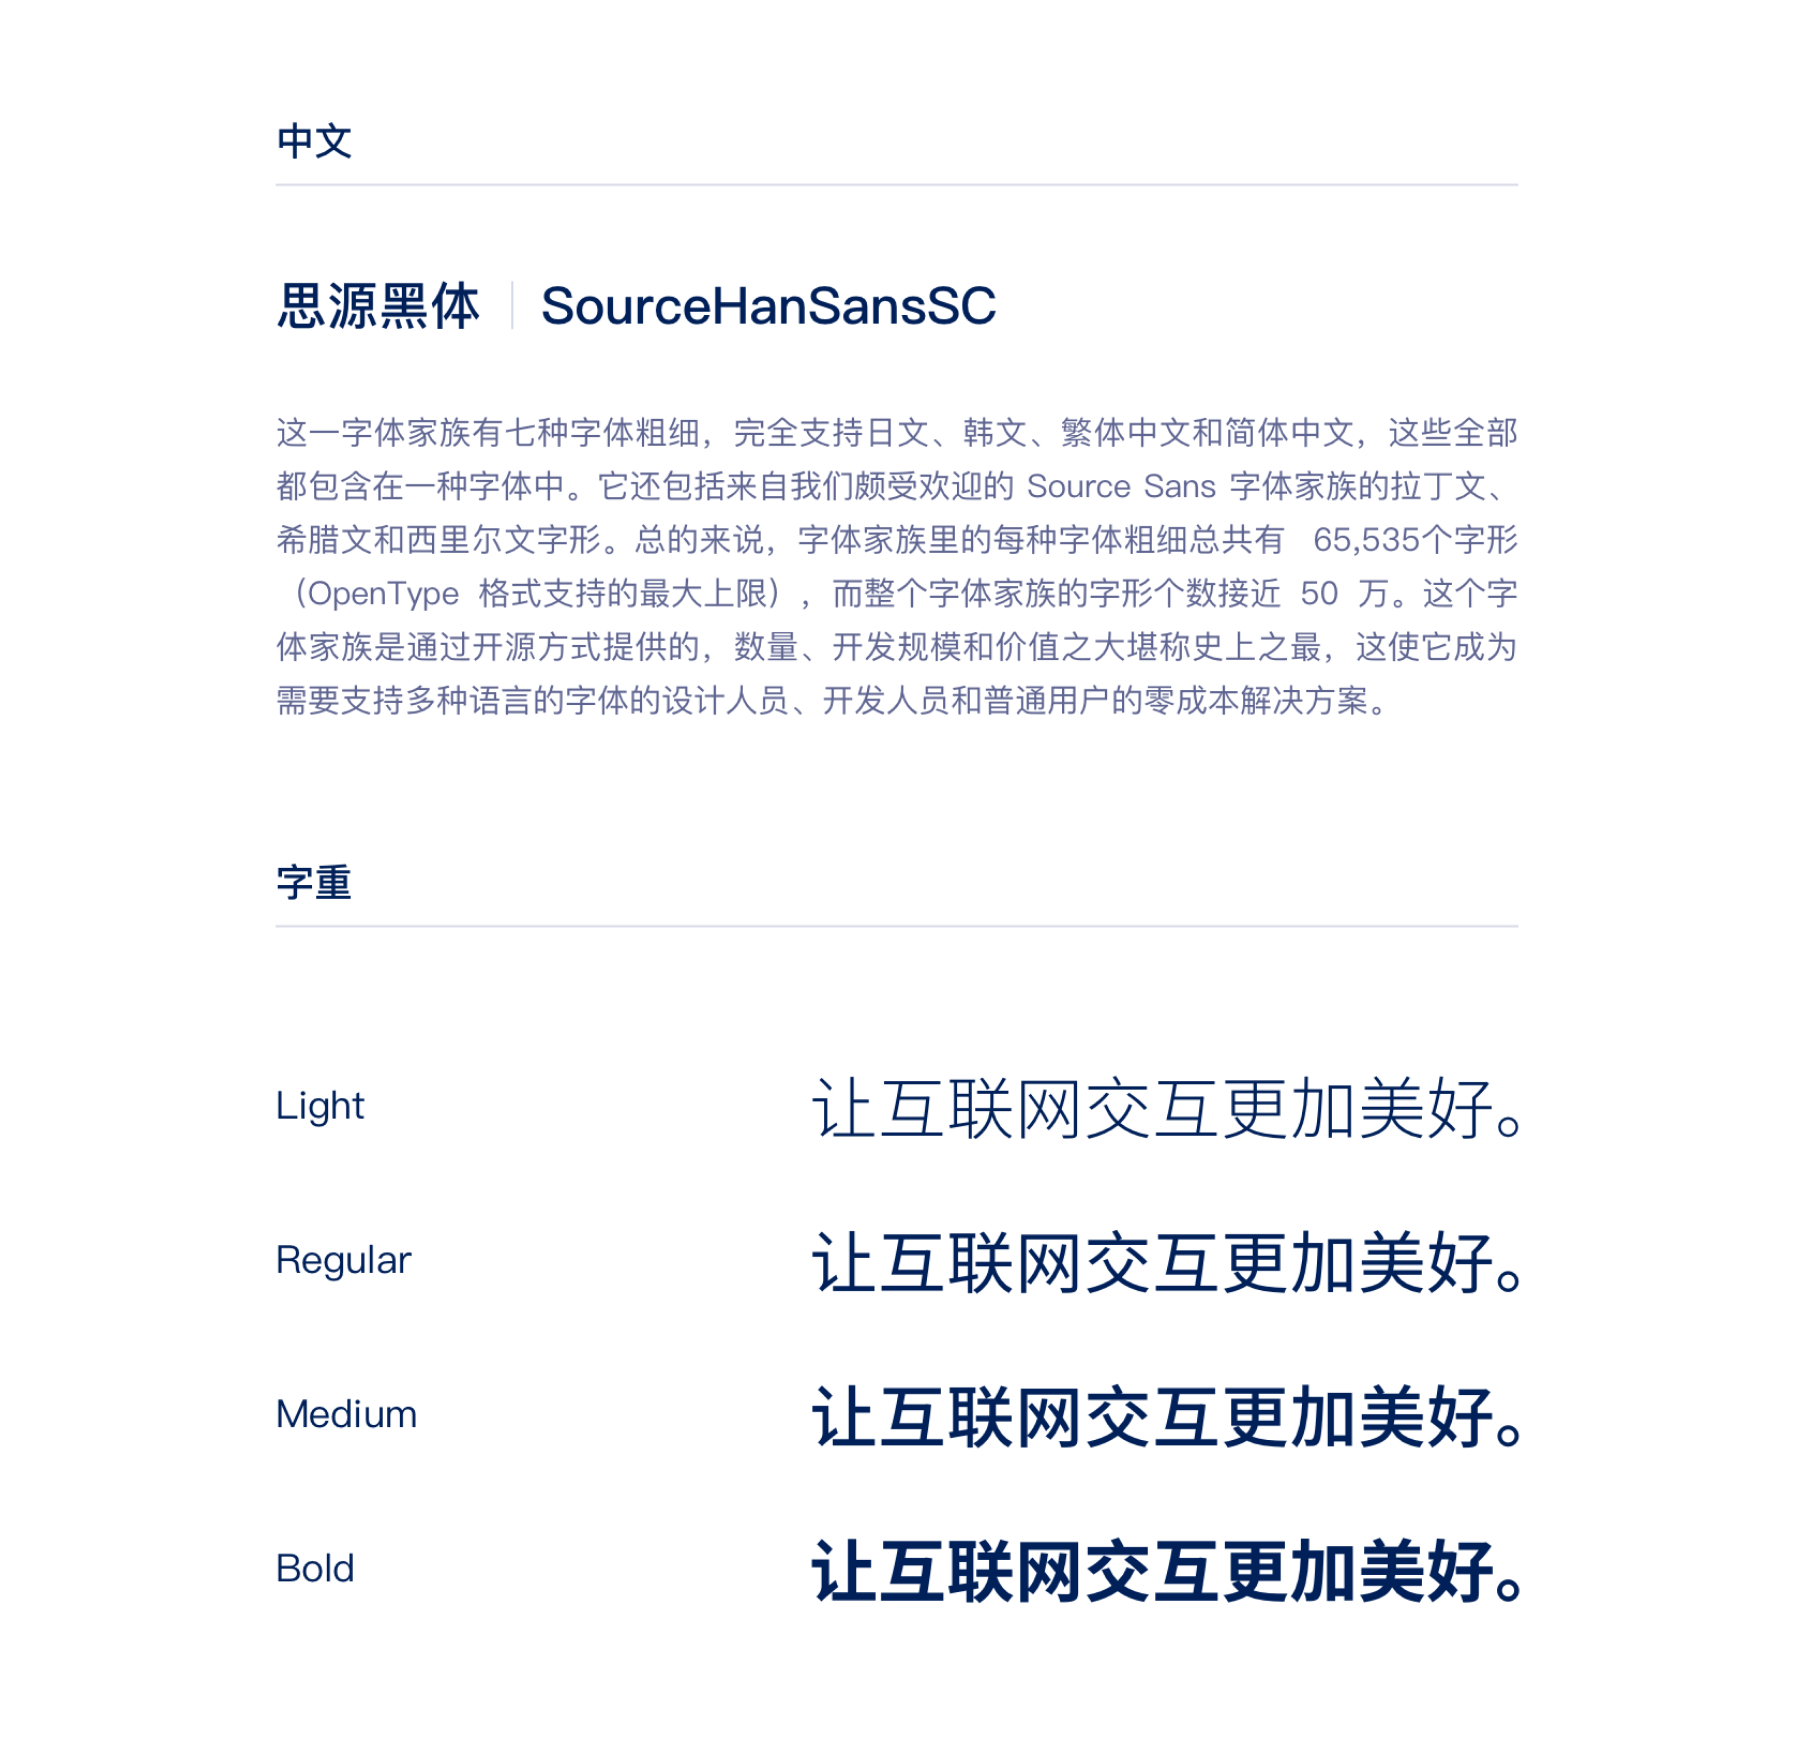 中文
思源黑体 SourceHanSansSC
这一字体家族有七种字体粗细，完全支持日文、韩文、繁体中文和简体中文，这些全部
都包含在一种字体中。它还包括来自我们颇受欢迎的 Source Sans 字体家族的拉丁文、
希腊文和西里尔文字形。总的来说，字体家族里的每种字体粗细总共有 65,535个字形
（OpenType 格式支持的最大上限），而整个字体家族的字形个数接近 50 万。这个字
体家族是通过开源方式提供的，数量、开发规模和价值之大堪称史上之最，这使它成为
需要支持多种语言的字体的设计人员、开发人员和普通用户的零成本解决方案。
字重
Light 让互联网交互更加美好。
Regular 让互联网交互更加美好。
Medium 让互联网交互更加美好。
Bold 让互联网交互更加美好。